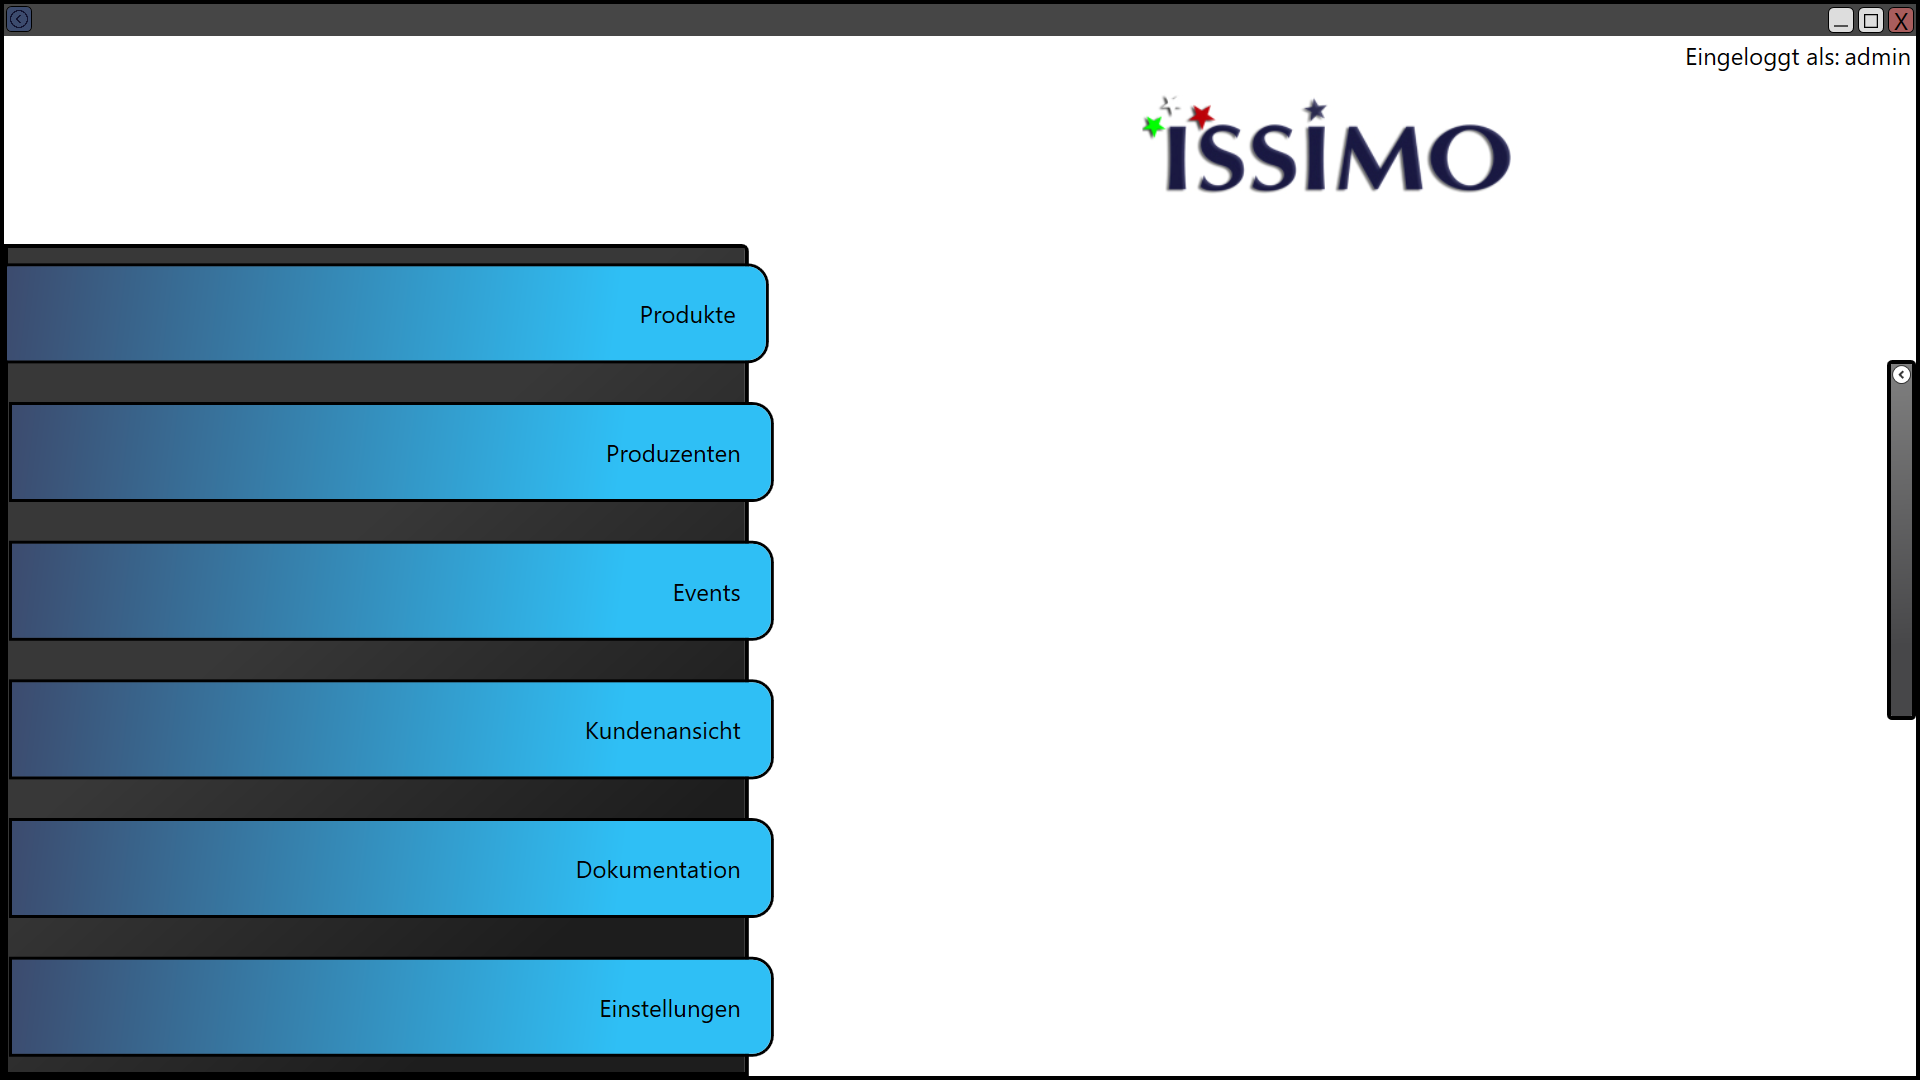 X
Eingeloggt als: admin
ISSIMO
Produkte
Produzenten
Events
Kundenansicht
Dokumentation
Einstellungen